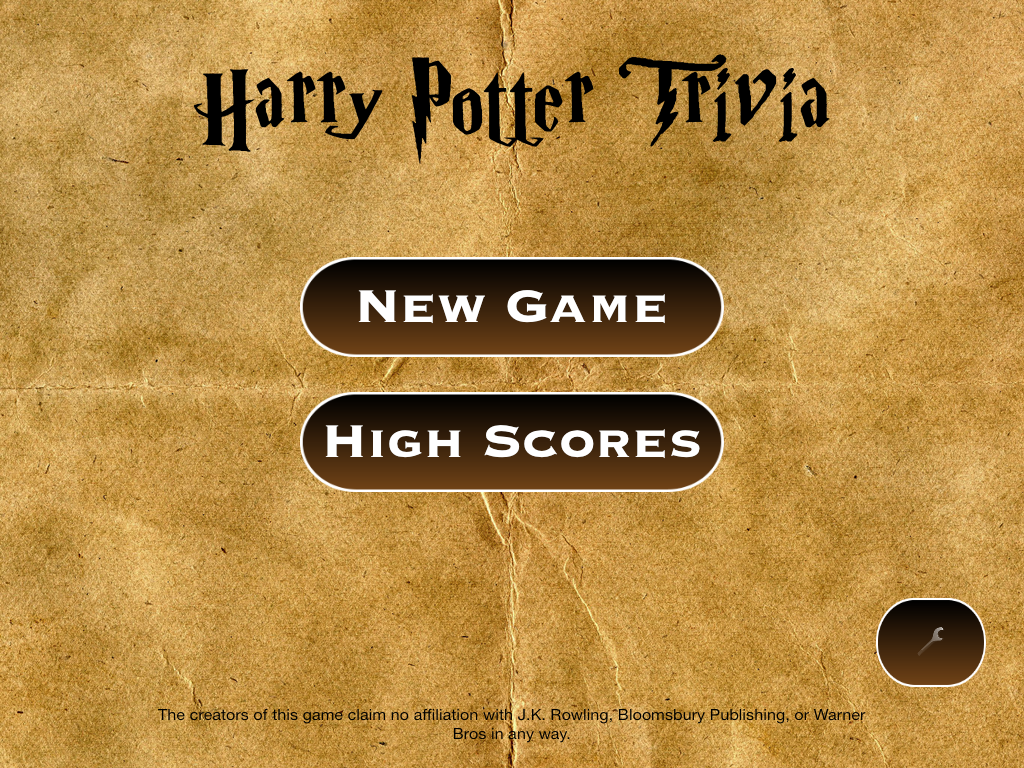 Harry Potter Trivia
New Game
High Scores
The creators of this game claim no affiliation with J.K. Rowling, Bloomsbury Publishing, or Warner
Bros in any way.